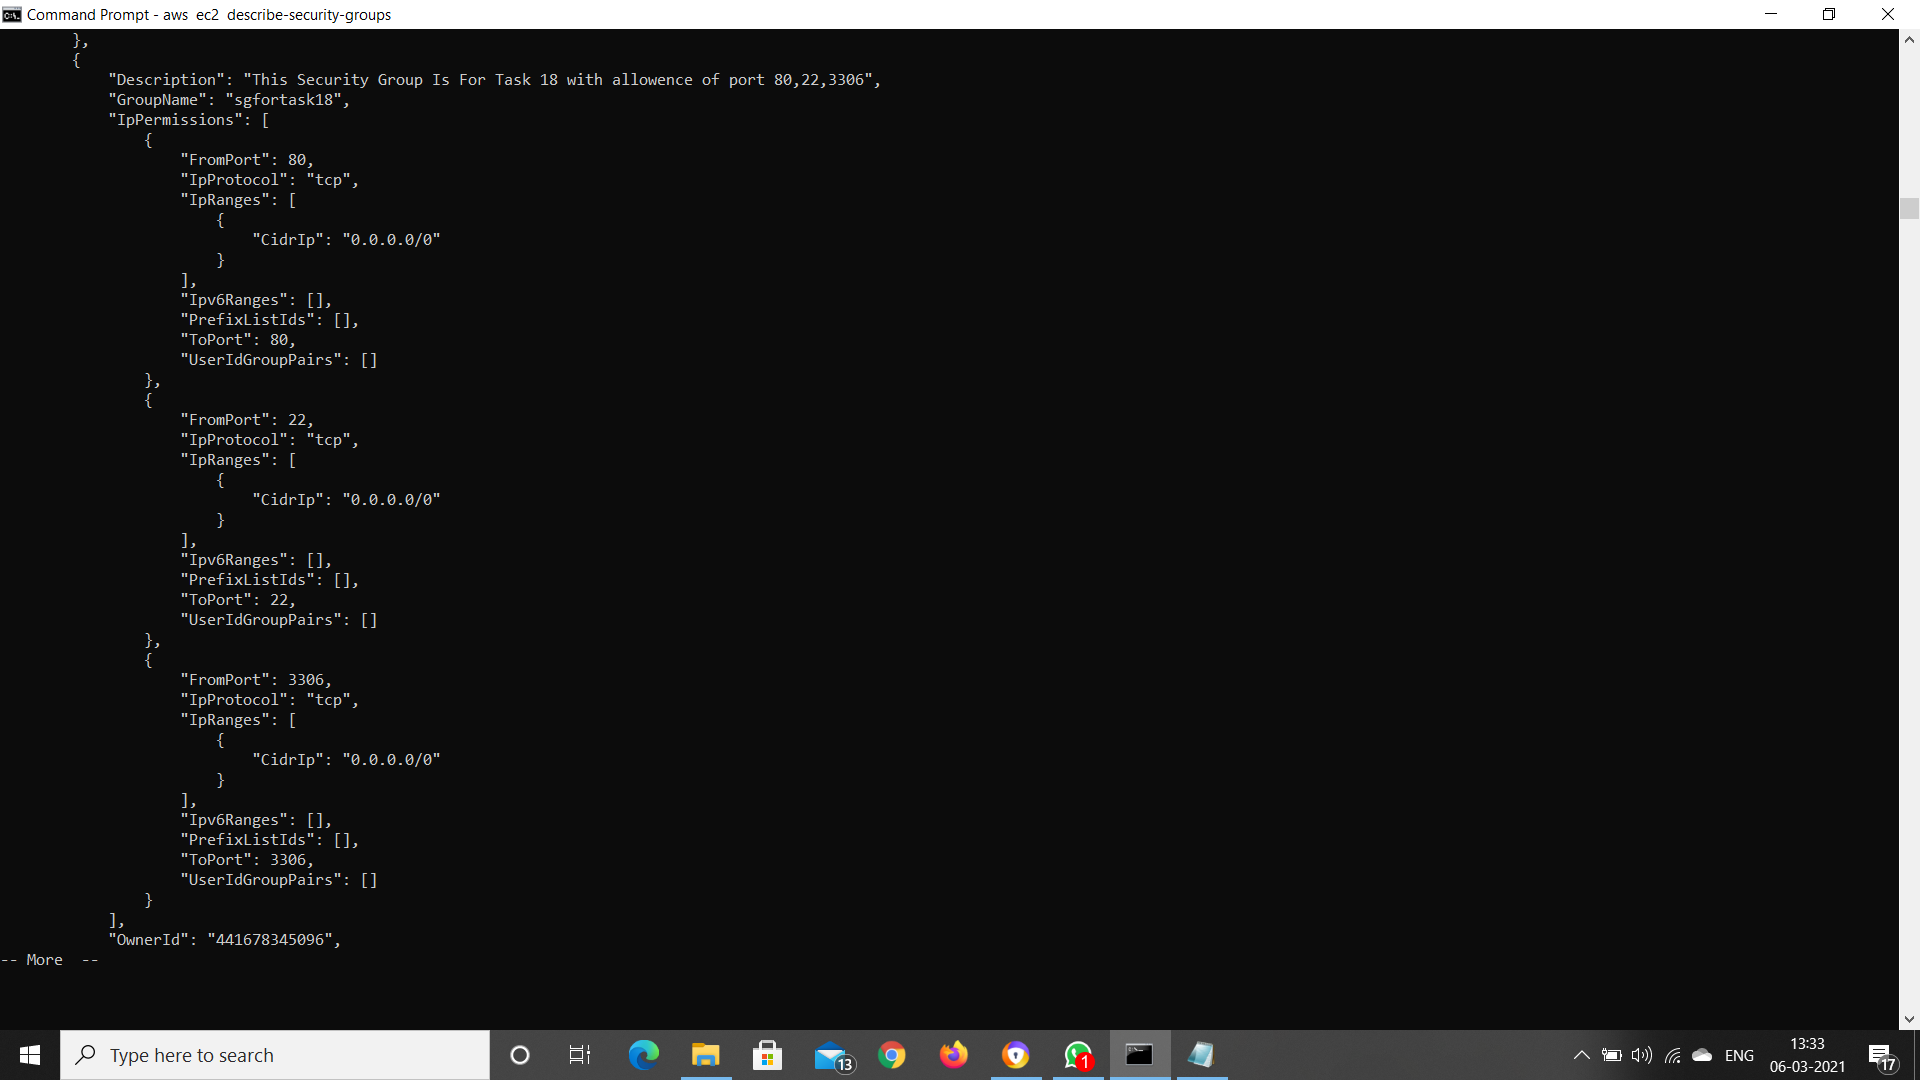 Command Prompt - aws  ec2  describe-security-groups
        },
        {
            "Description": "This Security Group Is For Task 18 with allowence of port 80,22,3306",
            "GroupName": "sgfortask18",
            "IpPermissions": [
                {
                    "FromPort": 80,
                    "IpProtocol": "tcp",
                    "IpRanges": [
                        {
                            "CidrIp": "0.0.0.0/0"
                        }
                    ],
                    "Ipv6Ranges": [],
                    "PrefixListIds": [],
                    "ToPort": 80,
                    "UserIdGroupPairs": []
                },
                {
                    "FromPort": 22,
                    "IpProtocol": "tcp",
                    "IpRanges": [
                        {
                            "CidrIp": "0.0.0.0/0"
                        }
                    ],
                    "Ipv6Ranges": [],
                    "PrefixListIds": [],
                    "ToPort": 22,
                    "UserIdGroupPairs": []
                },
                {
                    "FromPort": 3306,
                    "IpProtocol": "tcp",
                    "IpRanges": [
                        {
                            "CidrIp": "0.0.0.0/0"
                        }
                    ],
                    "Ipv6Ranges": [],
                    "PrefixListIds": [],
                    "ToPort": 3306,
                    "UserIdGroupPairs": []
                }
            ],
            "OwnerId": "441678345096",
-- More  --
Type here to search
13
1
ENG
13:33
06-03-2021
17